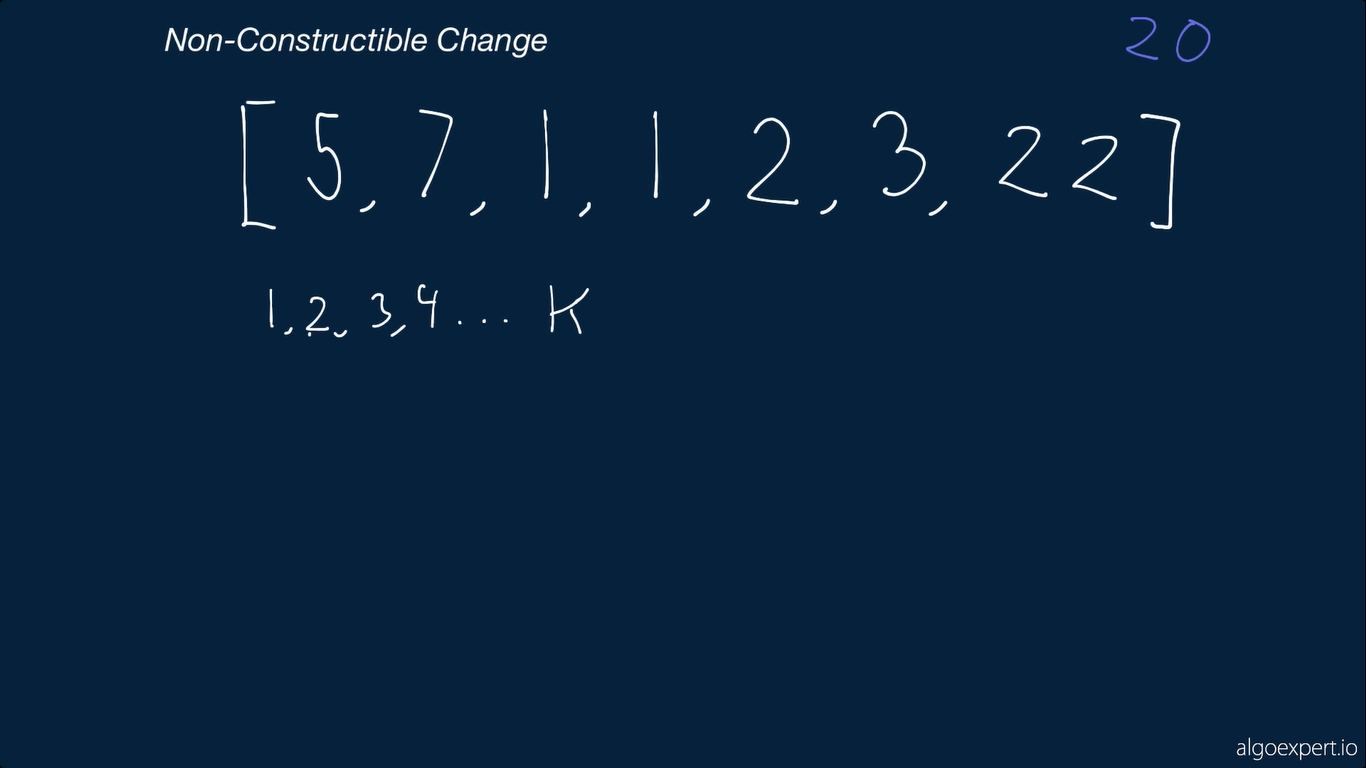 Non-Constructible Change
20
[5, 7, 1, 1, 2, 3, 22]
1, 2, 3, 4 ... K
algoexpert.io